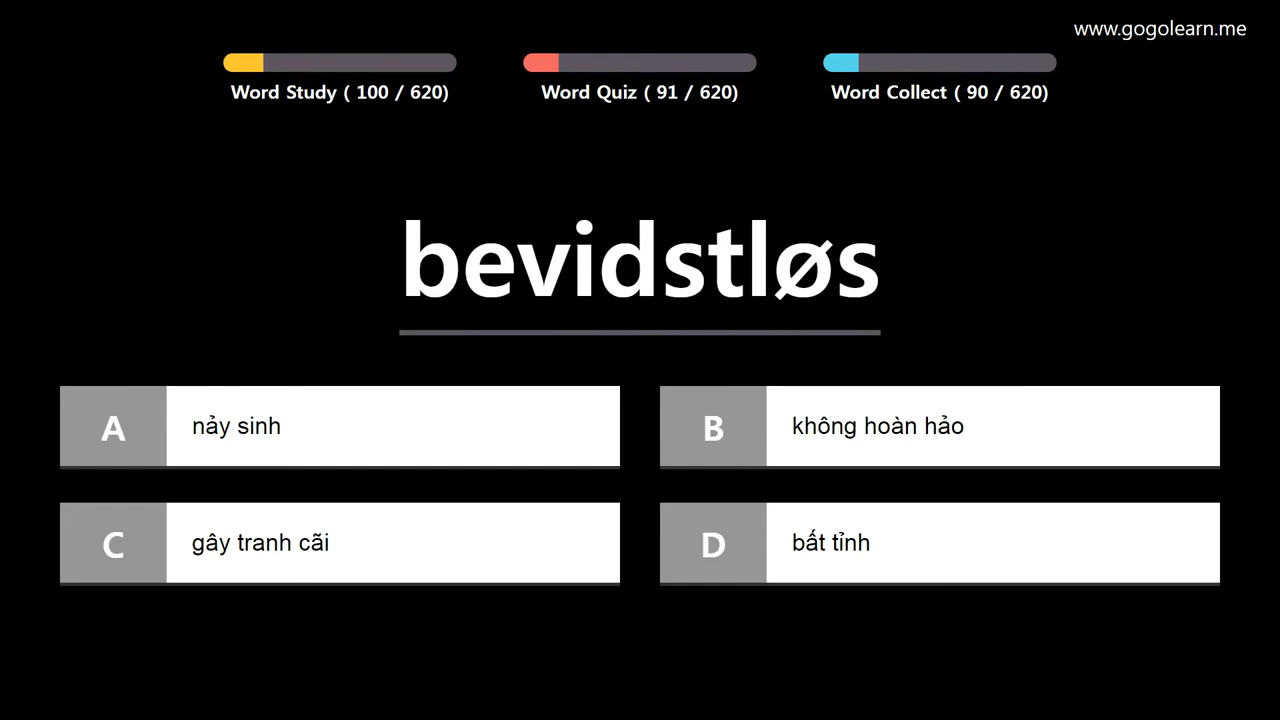 www.gogolearn.me
Word Study ( 100 / 620)
Word Quiz ( 91 / 620)
Word Collect ( 90 / 620)
bevidstløs
A nảy sinh
B không hoàn hảo
C gây tranh cãi
D bất tỉnh